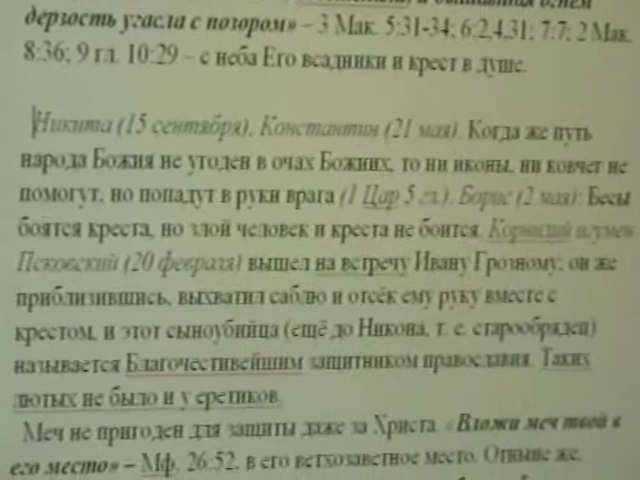 дерзость угасла с позором» – 3 Мак. 5:31-34; 6:2,4,31; 7:7; 2 Мак.
8:36; 9 гл. 10:29 – с неба Его всадники и крест в душе.
Никита (15 сентября), Константин (21 мая). Когда же путь
народа Божия не угоден в очах Божиих, то ни иконы, ни ковчег не
помогут, но попадут в руки врага (1 Цар 5 гл.). Борис (2 мая): Бесы
боятся креста, но злой человек и креста не боится. Корнилий игумен
Псковский (20 февраля) вышел на встречу Ивану Грозному; он же
приблизившись, выхватил саблю и отсёк ему руку вместе с
крестом, и этот сыноубийца (ещё до Никона, т. е. старообрядец)
называется Благочестивейшим защитником православия. Таких
лютых не было и у еретиков.
Меч не пригоден для защиты даже за Христа. «Вложи меч твой в
его место» – Мф. 26:52, в его ветхозаветное место. Отныне же,